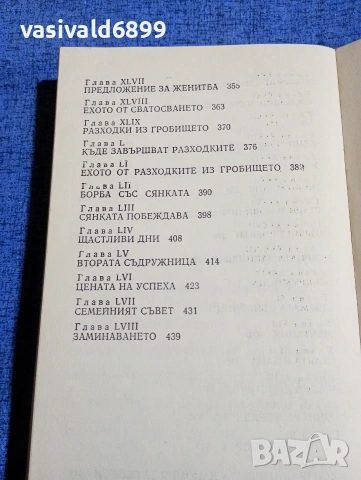 vasivald6899
Глава XLVII
ПРЕДЛОЖЕНИЕ ЗА ЖЕНИТБА 355
Глава XLVIII
ЕХОТО ОТ СВАТОСВАНЕТО 363
Глава XLIX
РАЗХОДКИ ИЗ ГРОБИЩЕТО 370
Глава L
КЪДЕ ЗАВЪРШВАТ РАЗХОДКИТЕ 376
Глава LI
ЕХОТО ОТ РАЗХОДКИТЕ ИЗ ГРОБИЩЕТО 382
Глава LII
БОРБА СЪС СЯНКАТА 390
Глава LIII
СЯНКАТА ПОБЕЖДАВА 398
Глава LIV
ЩАСТЛИВИ ДНИ 408
Глава LV
ВТОРАТА СЪДРУЖНИЦА 414
Глава LVI
ЦЕНАТА НА УСПЕХА 423
Глава LVII
СЕМЕЙНИЯТ СЪВЕТ 431
Глава LVIII
ЗАМИНАВАНЕТО 439
BAZAR
bg